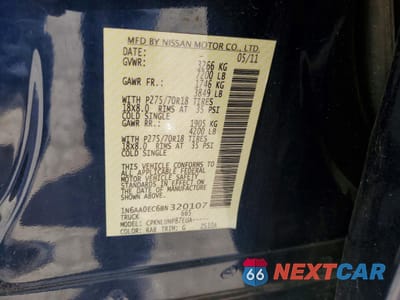 MFD BY NISSAN MOTOR CO., LTD.
DATE: 05/11
GVWR: 3266 KG
7200 LB
GAWR FR.: 1746 KG
3849 LB
WITH P275/70R18 TIRES
18x8.0 RIMS AT 35 PSI
COLD SINGLE
GAWR RR.: 1905 KG
4200 LB
WITH P275/70R18 TIRES
18x8.0 RIMS AT 35 PSI
COLD SINGLE
THIS VEHICLE CONFORMS TO
ALL APPLICABLE FEDERAL
MOTOR VEHICLE SAFETY
STANDARDS IN EFFECT
ON THE DATE OF
MANUFACTURE SHOWN
ABOVE.
1N6AA0EC6BN320107
TRUCK
MODEL:
COLOR: RAB TRIM: G
66 NEXTCAR